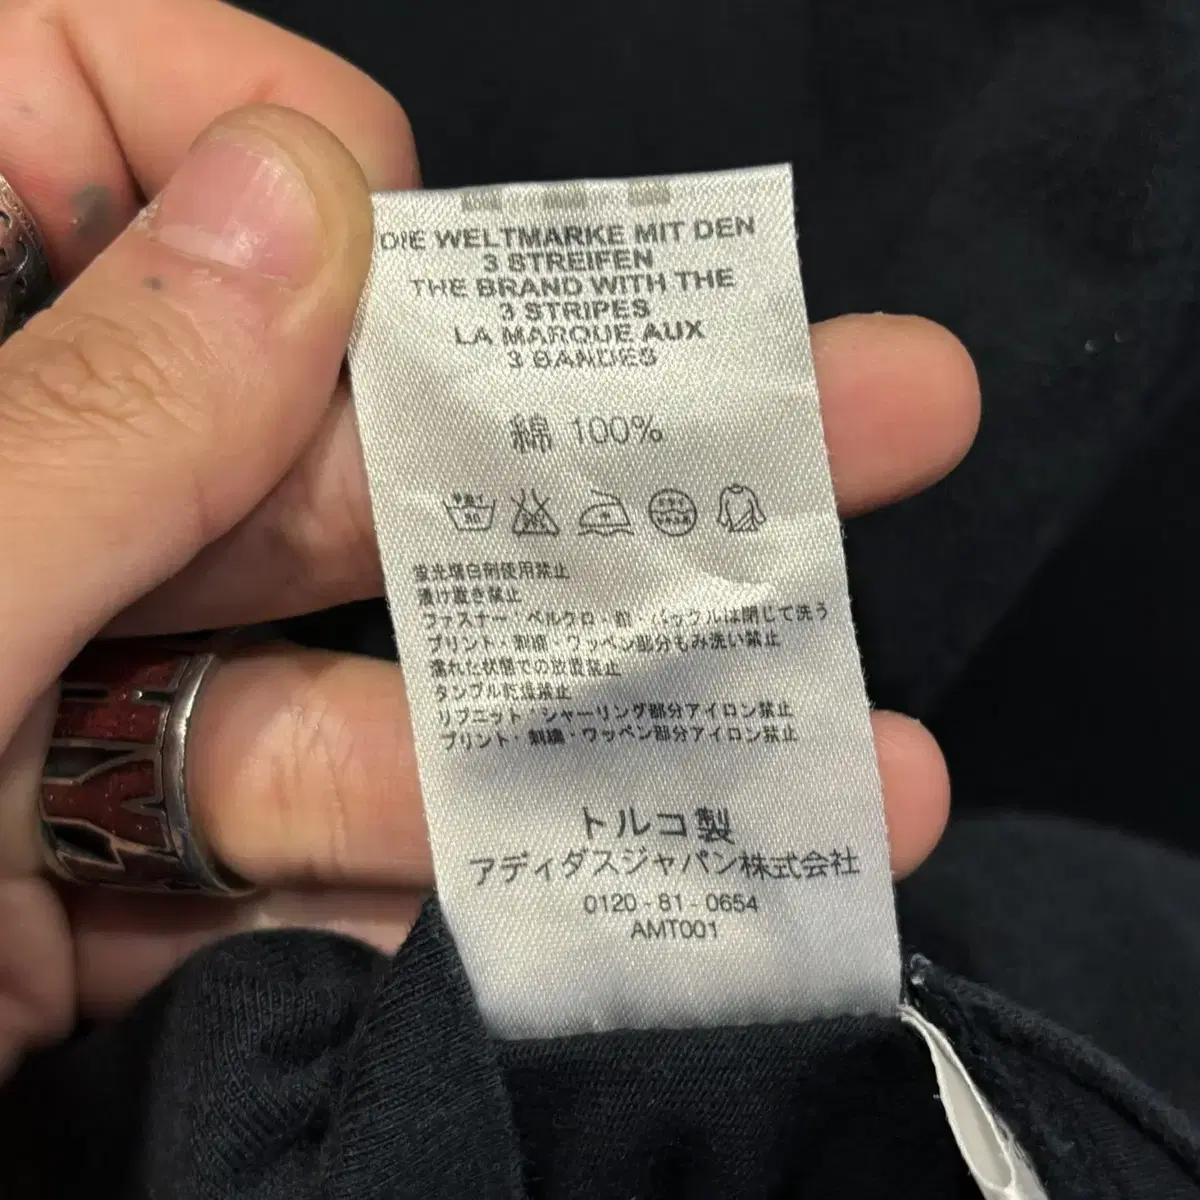 DIE WELTMARKE MIT DEN
3 STREIFEN
THE BRAND WITH THE
3 STRIPES
LA MARQUE AUX
3 BANDES
綿 100%
蛍光増白剤使用禁止
漬け置き禁止
ファスナー・ベルクロ・釦・バックルは閉じて洗う
プリント・刺繍・ワッペン部分もみ洗い禁止
濡れた状態での放置禁止
タンブル乾燥禁止
リブニット・シャーリング部分アイロン禁止
プリント・刺繍・ワッペン部分アイロン禁止
トルコ製
アディダスジャパン株式会社
0120 - 81 - 0654
AMT001